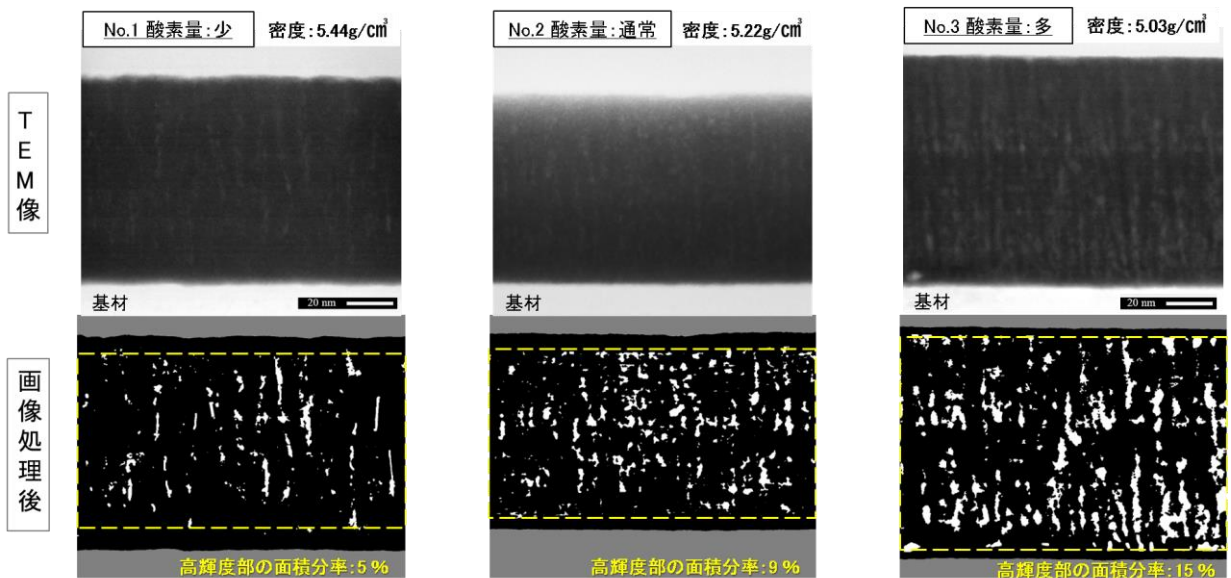 No.1 酸素量:少 密度:5.44g/c㎥
No.2 酸素量:通常 密度:5.22g/c㎥
No.3 酸素量:多 密度:5.03g/c㎥
TEM像
基材 20 nm
基材
基材 20 nm
画像処理後
高輝度部の面積分率:5%
高輝度部の面積分率:9%
高輝度部の面積分率:15%